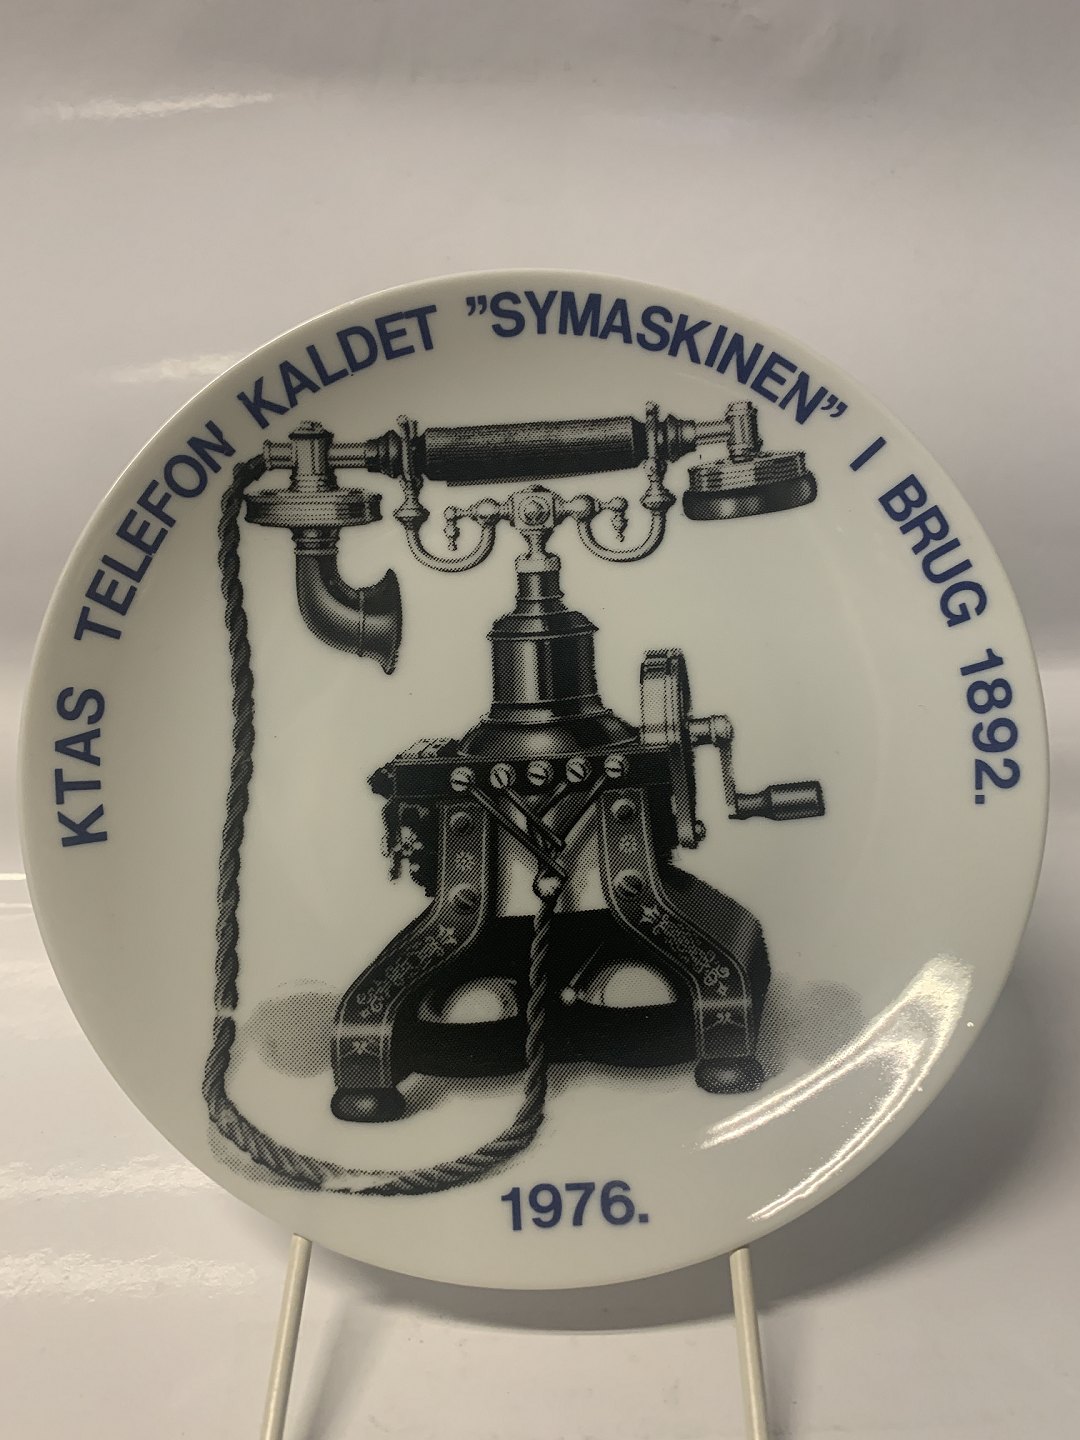 KTAS TELEFON KALDET ”SYMASKINEN” I BRUG 1892.
1976.